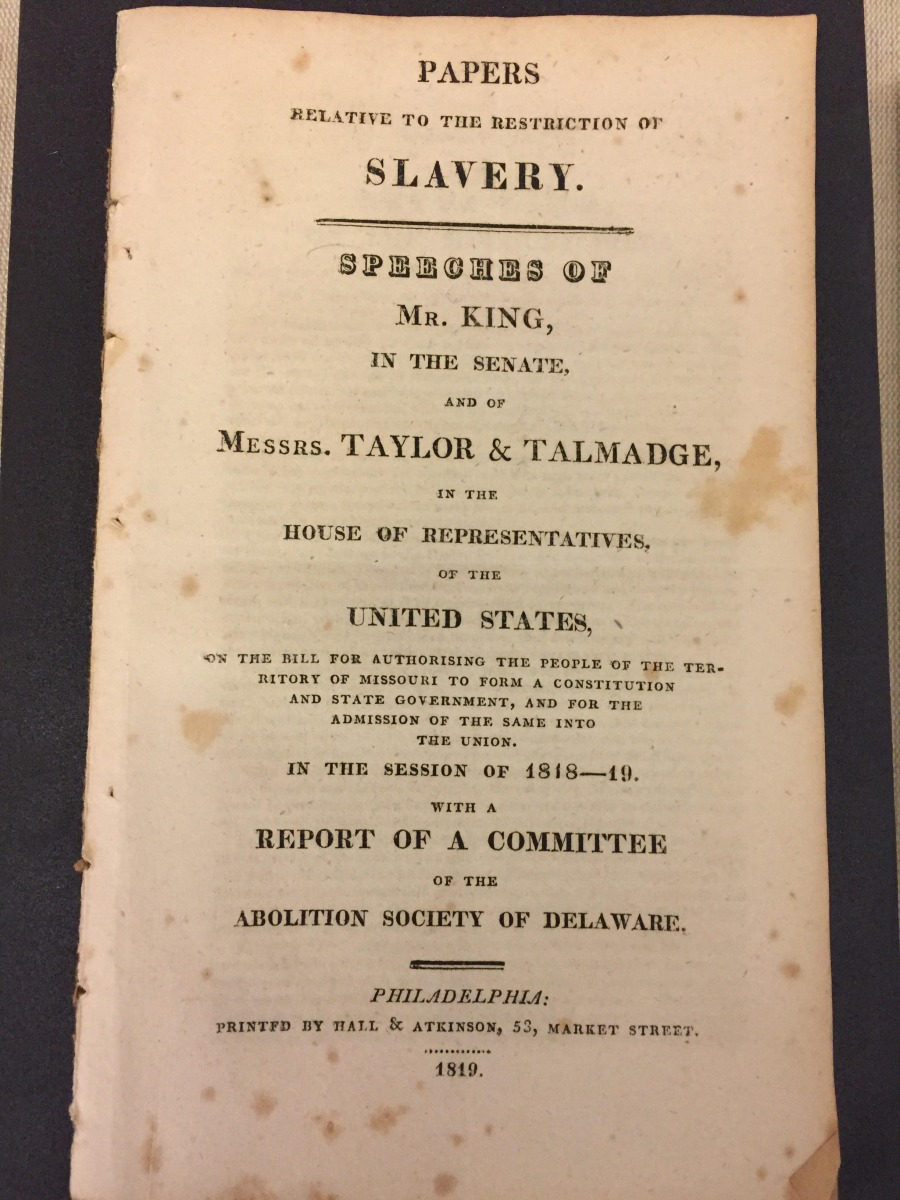 PAPERS
RELATIVE TO THE RESTRICTION OF
SLAVERY.
SPEECHES OF
MR. KING,
IN THE SENATE,
AND OF
MESSRS. TAYLOR & TALMADGE,
IN THE
HOUSE OF REPRESENTATIVES,
OF THE
UNITED STATES,
ON THE BILL FOR AUTHORISING THE PEOPLE OF THE TER-
RITORY OF MISSOURI TO FORM A CONSTITUTION
AND STATE GOVERNMENT, AND FOR THE
ADMISSION OF THE SAME INTO
THE UNION.
IN THE SESSION OF 1818—19.
WITH A
REPORT OF A COMMITTEE
OF THE
ABOLITION SOCIETY OF DELAWARE.
PHILADELPHIA:
PRINTED BY HALL & ATKINSON, 53, MARKET STREET.
1819.